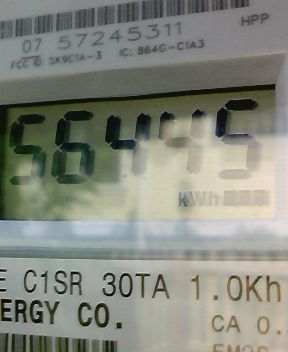 07 57245311 HPP
FCC ID: SK9C1A-3 IC: 864G-C1A3
56445
kWh
E C1SR 30TA 1.0Kh
ERGY CO.
CA 0.